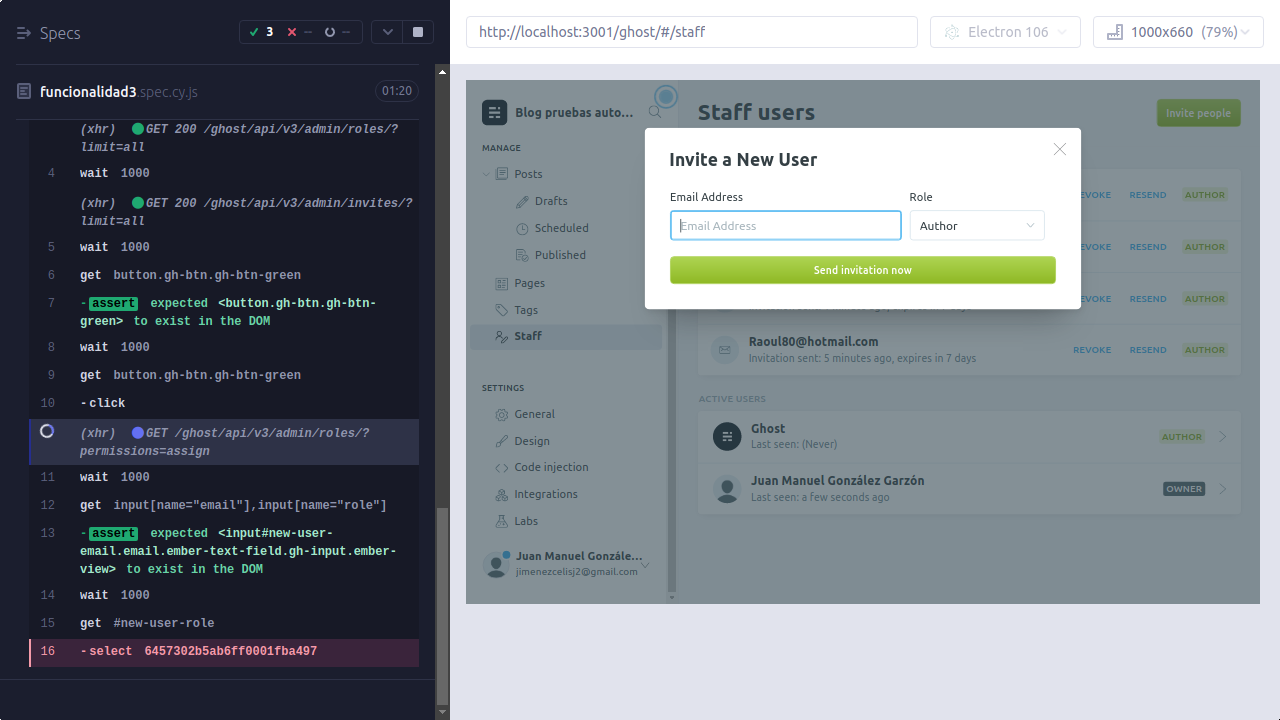 Specs
3
--
--
funcionalidad3.spec.cy.js
01:20
(xhr) GET 200 /ghost/api/v3/admin/roles/?
limit=all
4 wait 1000
(xhr) GET 200 /ghost/api/v3/admin/invites/?
limit=all
5 wait 1000
6 get button.gh-btn.gh-btn-green
7 -assert expected <button.gh-btn.gh-btn-
green> to exist in the DOM
8 wait 1000
9 get button.gh-btn.gh-btn-green
10 -click
(xhr) GET /ghost/api/v3/admin/roles/?
permissions=assign
11 wait 1000
12 get input[name="email"],input[name="role"]
13 -assert expected <input#new-user-
email.email.ember-text-field.gh-input.ember-
view> to exist in the DOM
14 wait 1000
15 get #new-user-role
16 -select 6457302b5ab6ff0001fba497
http://localhost:3001/ghost/#/staff
Electron 106
1000x660 (79%)
Blog pruebas auto...
MANAGE
Posts
Drafts
Scheduled
Published
Pages
Tags
Staff
SETTINGS
General
Design
Code injection
Integrations
Labs
Juan Manuel Gonzále...
jimenezcelisj2@gmail.com
Staff users
Invite people
Invite a New User
Email Address
Role
Email Address
Author
Send invitation now
REVOKE RESEND AUTHOR
REVOKE RESEND AUTHOR
REVOKE RESEND AUTHOR
Raoul80@hotmail.com
Invitation sent: 5 minutes ago, expires in 7 days
REVOKE RESEND AUTHOR
ACTIVE USERS
Ghost
Last seen: (Never)
AUTHOR
Juan Manuel González Garzón
Last seen: a few seconds ago
OWNER